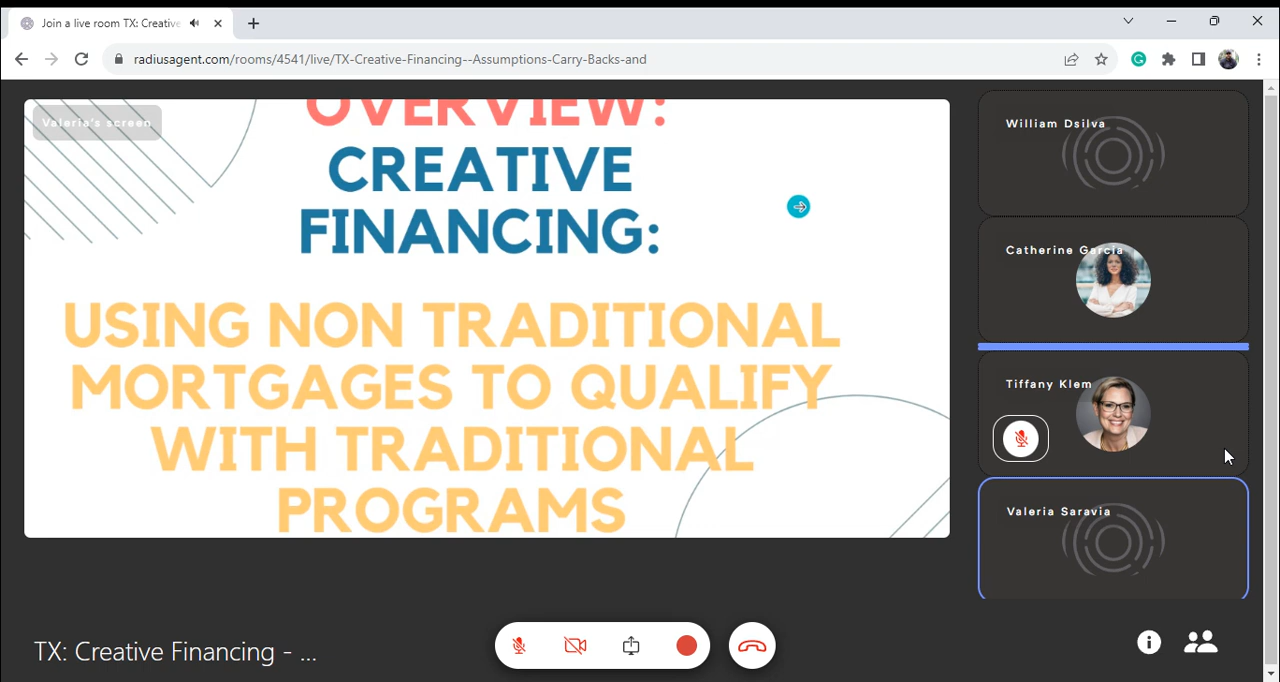 Join a live room TX: Creative
radiusagent.com/rooms/4541/live/TX-Creative-Financing--Assumptions-Carry-Backs-and
Valeria's screen
OVERVIEW:
CREATIVE
FINANCING:
USING NON TRADITIONAL
MORTGAGES TO QUALIFY
WITH TRADITIONAL
PROGRAMS
William Dsilva
Catherine Garcia
Tiffany Klem
Valeria Saravia
TX: Creative Financing - ...